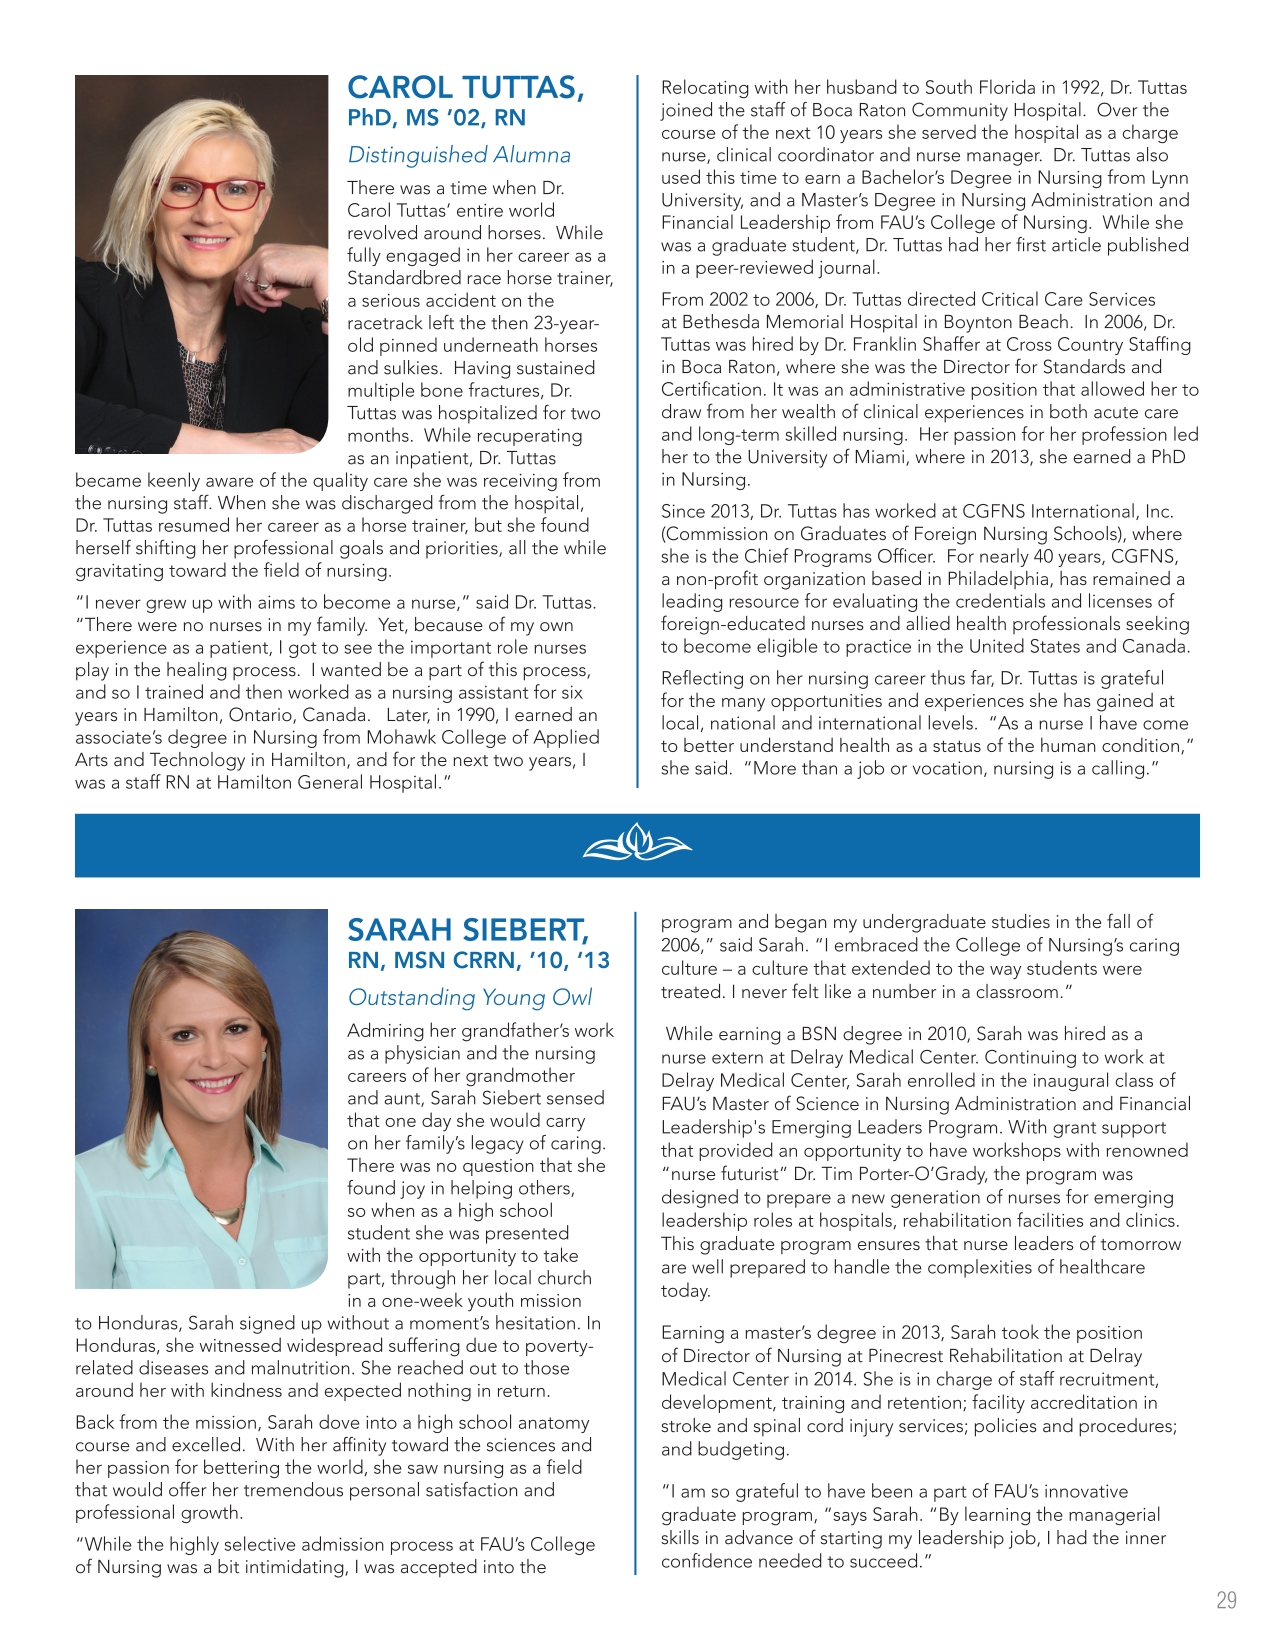 CAROL TUTTAS,
PhD, MS ’02, RN
Distinguished Alumna
There was a time when Dr.
Carol Tuttas’ entire world
revolved around horses.  While
fully engaged in her career as a
Standardbred race horse trainer,
a serious accident on the
racetrack left the then 23-year-
old pinned underneath horses
and sulkies.  Having sustained
multiple bone fractures, Dr.
Tuttas was hospitalized for two
months.  While recuperating
as an inpatient, Dr. Tuttas
became keenly aware of the quality care she was receiving from
the nursing staff. When she was discharged from the hospital,
Dr. Tuttas resumed her career as a horse trainer, but she found
herself shifting her professional goals and priorities, all the while
gravitating toward the field of nursing.
“I never grew up with aims to become a nurse,” said Dr. Tuttas.
“There were no nurses in my family.  Yet, because of my own
experience as a patient, I got to see the important role nurses
play in the healing process.  I wanted be a part of this process,
and so I trained and then worked as a nursing assistant for six
years in Hamilton, Ontario, Canada.   Later, in 1990, I earned an
associate’s degree in Nursing from Mohawk College of Applied
Arts and Technology in Hamilton, and for the next two years, I
was a staff RN at Hamilton General Hospital.”
Relocating with her husband to South Florida in 1992, Dr. Tuttas
joined the staff of Boca Raton Community Hospital.  Over the
course of the next 10 years she served the hospital as a charge
nurse, clinical coordinator and nurse manager.  Dr. Tuttas also
used this time to earn a Bachelor’s Degree in Nursing from Lynn
University, and a Master’s Degree in Nursing Administration and
Financial Leadership from FAU’s College of Nursing.  While she
was a graduate student, Dr. Tuttas had her first article published
in a peer-reviewed journal.
From 2002 to 2006, Dr. Tuttas directed Critical Care Services
at Bethesda Memorial Hospital in Boynton Beach.  In 2006, Dr.
Tuttas was hired by Dr. Franklin Shaffer at Cross Country Staffing
in Boca Raton, where she was the Director for Standards and
Certification. It was an administrative position that allowed her to
draw from her wealth of clinical experiences in both acute care
and long-term skilled nursing.  Her passion for her profession led
her to the University of Miami, where in 2013, she earned a PhD
in Nursing.
Since 2013, Dr. Tuttas has worked at CGFNS International, Inc.
(Commission on Graduates of Foreign Nursing Schools), where
she is the Chief Programs Officer.  For nearly 40 years, CGFNS,
a non-profit organization based in Philadelphia, has remained a
leading resource for evaluating the credentials and licenses of
foreign-educated nurses and allied health professionals seeking
to become eligible to practice in the United States and Canada.
Reflecting on her nursing career thus far, Dr. Tuttas is grateful
for the many opportunities and experiences she has gained at
local, national and international levels.  “As a nurse I have come
to better understand health as a status of the human condition,”
she said.  “More than a job or vocation, nursing is a calling.”
SARAH SIEBERT,
RN, MSN CRRN, ’10, ‘13
Outstanding Young Owl
Admiring her grandfather’s work
as a physician and the nursing
careers of her grandmother
and aunt, Sarah Siebert sensed
that one day she would carry
on her family’s legacy of caring.
There was no question that she
found joy in helping others,
so when as a high school
student she was presented
with the opportunity to take
part, through her local church
in a one-week youth mission
to Honduras, Sarah signed up without a moment’s hesitation. In
Honduras, she witnessed widespread suffering due to poverty-
related diseases and malnutrition. She reached out to those
around her with kindness and expected nothing in return.
Back from the mission, Sarah dove into a high school anatomy
course and excelled.  With her affinity toward the sciences and
her passion for bettering the world, she saw nursing as a field
that would offer her tremendous personal satisfaction and
professional growth.
“While the highly selective admission process at FAU’s College
of Nursing was a bit intimidating, I was accepted into the
program and began my undergraduate studies in the fall of
2006,” said Sarah. “I embraced the College of Nursing’s caring
culture – a culture that extended to the way students were
treated. I never felt like a number in a classroom.”
While earning a BSN degree in 2010, Sarah was hired as a
nurse extern at Delray Medical Center. Continuing to work at
Delray Medical Center, Sarah enrolled in the inaugural class of
FAU’s Master of Science in Nursing Administration and Financial
Leadership's Emerging Leaders Program. With grant support
that provided an opportunity to have workshops with renowned
“nurse futurist” Dr. Tim Porter-O’Grady, the program was
designed to prepare a new generation of nurses for emerging
leadership roles at hospitals, rehabilitation facilities and clinics.
This graduate program ensures that nurse leaders of tomorrow
are well prepared to handle the complexities of healthcare
today.
Earning a master’s degree in 2013, Sarah took the position
of Director of Nursing at Pinecrest Rehabilitation at Delray
Medical Center in 2014. She is in charge of staff recruitment,
development, training and retention; facility accreditation in
stroke and spinal cord injury services; policies and procedures;
and budgeting.
“I am so grateful to have been a part of FAU’s innovative
graduate program, “says Sarah. “By learning the managerial
skills in advance of starting my leadership job, I had the inner
confidence needed to succeed.”
29